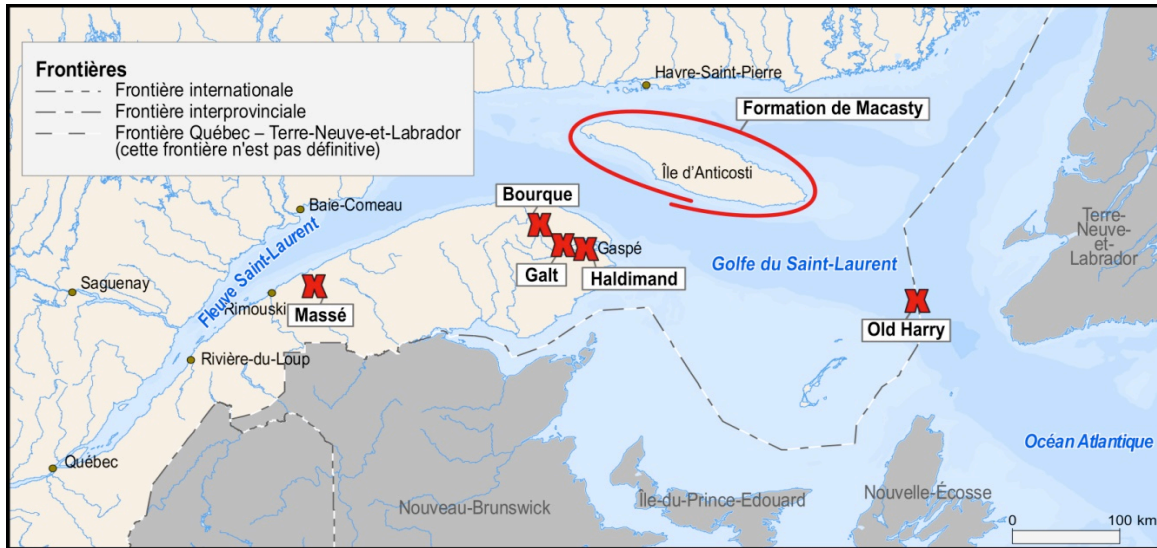 Frontières
Frontière internationale
Frontière interprovinciale
Frontière Québec – Terre-Neuve-et-Labrador
(cette frontière n'est pas définitive)
Havre-Saint-Pierre
Formation de Macasty
Île d'Anticosti
Baie-Comeau
Bourque
Fleuve Saint-Laurent
Terre-
Neuve-
et-
Labrador
Gaspé
Golfe du Saint-Laurent
Galt
Haldimand
Saguenay
Rimouski
Massé
Old Harry
Rivière-du-Loup
Océan Atlantique
Québec
Nouveau-Brunswick
Île-du-Prince-Edouard
Nouvelle-Écosse
0 100 km